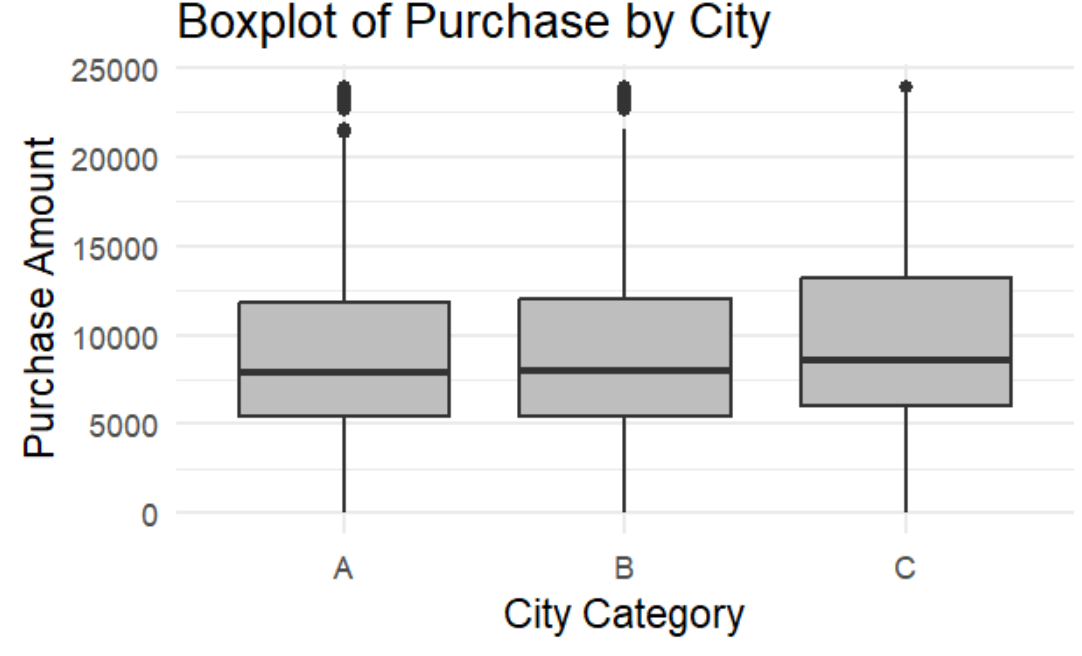 Boxplot of Purchase by City
25000
20000
15000
10000
5000
0
Purchase Amount
A B C
City Category